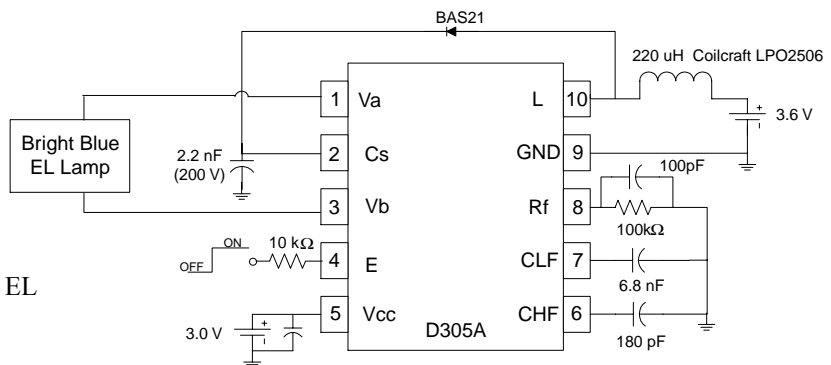 BAS21
220 uH Coilcraft LPO2506
3.6 V
1 Va
L 10
Bright Blue
EL Lamp
2.2 nF
(200 V)
2 Cs
GND 9
100pF
3 Vb
Rf 8
100kΩ
OFF ON
10 kΩ
4 E
CLF 7
6.8 nF
EL
3.0 V
5 Vcc
CHF 6
180 pF
D305A